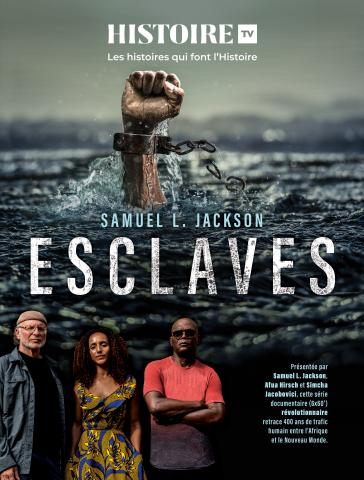 HISTOIRE TV
Les histoires qui font l'Histoire
SAMUEL L. JACKSON
ESCLAVES
Présentée par
Samuel L. Jackson,
Afua Hirsch et Simcha
Jacobovici, cette série
documentaire (6x60')
révolutionnaire
retrace 400 ans de trafic
humain entre l'Afrique
et le Nouveau Monde.